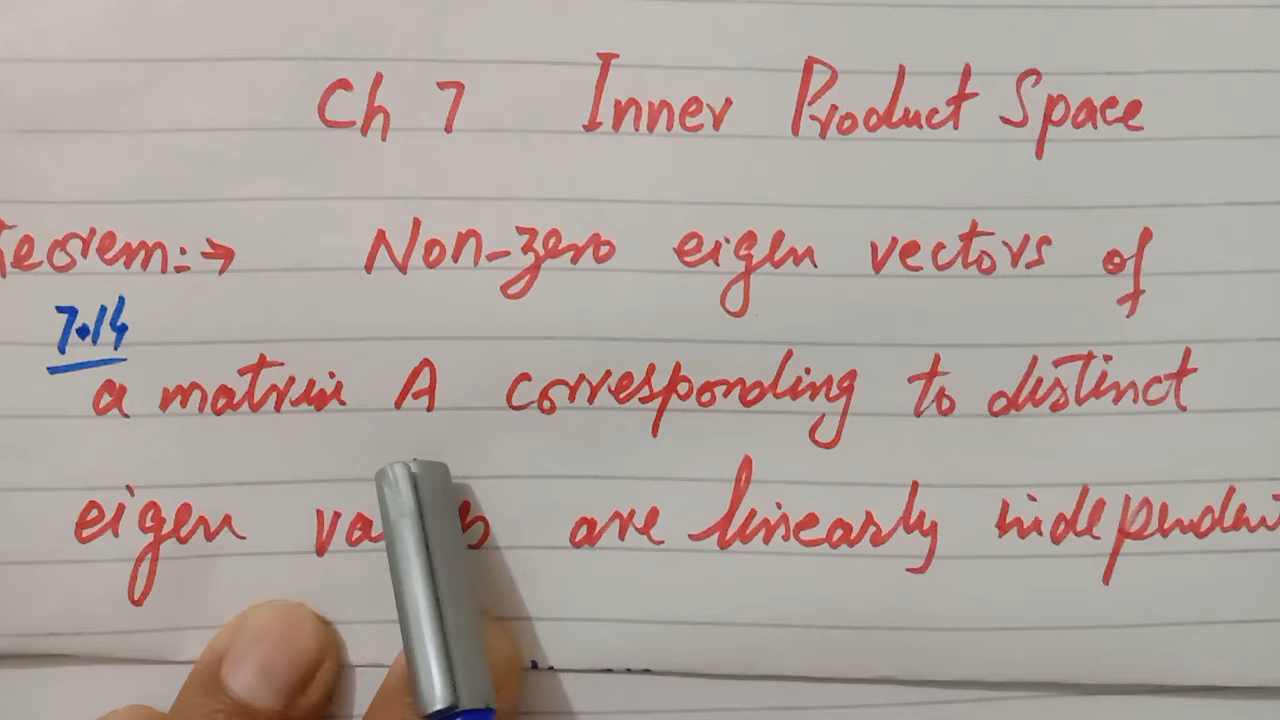 Ch 7 Inner Product Space
Teorem:→ Non-zero eigen vectors of
7.14
a matrix A corresponding to distinct
eigen are linearly independent